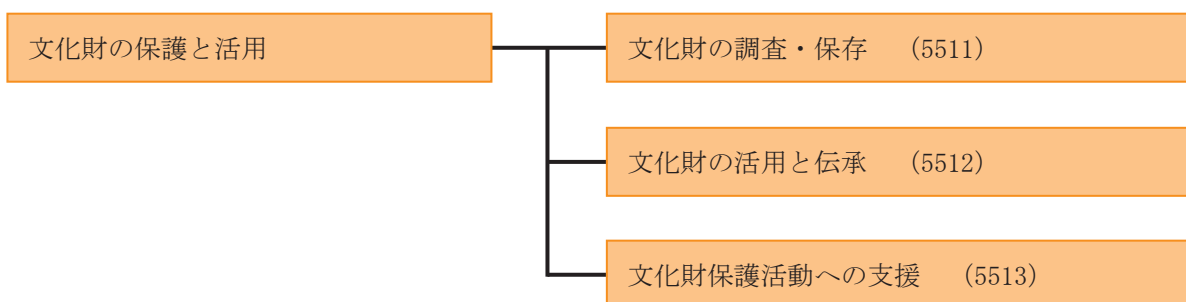 文化財の保護と活用
文化財の調査・保存　（5511）
文化財の活用と伝承　（5512）
文化財保護活動への支援　（5513）